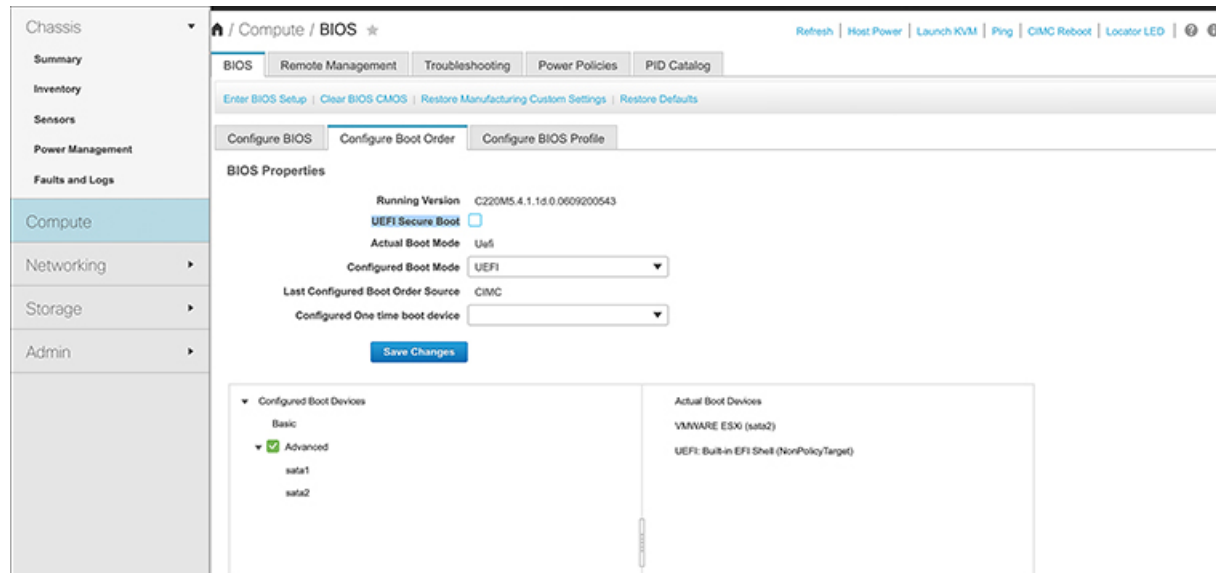 Chassis
Summary
Inventory
Sensors
Power Management
Faults and Logs
Compute
Networking
Storage
Admin
/ Compute / BIOS
Refresh | Host Power | Launch KVM | Ping | CIMC Reboot | Locator LED |
BIOS Remote Management Troubleshooting Power Policies PID Catalog
Enter BIOS Setup | Clear BIOS CMOS | Restore Manufacturing Custom Settings | Restore Defaults
Configure BIOS Configure Boot Order Configure BIOS Profile
BIOS Properties
Running Version C220M5.4.1.1d.0.0609200543
UEFI Secure Boot
Actual Boot Mode Uefi
Configured Boot Mode UEFI
Last Configured Boot Order Source CIMC
Configured One time boot device
Save Changes
Configured Boot Devices
Basic
Advanced
sata1
sata2
Actual Boot Devices
VMWARE ESXi (sata2)
UEFI: Built-in EFI Shell (NonPolicyTarget)